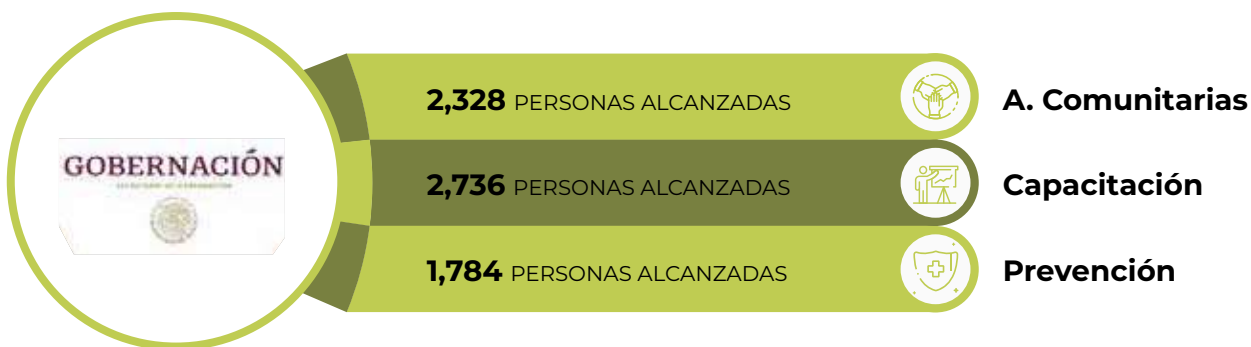 GOBERNACIÓN
2,328 PERSONAS ALCANZADAS
A. Comunitarias
2,736 PERSONAS ALCANZADAS
Capacitación
1,784 PERSONAS ALCANZADAS
Prevención